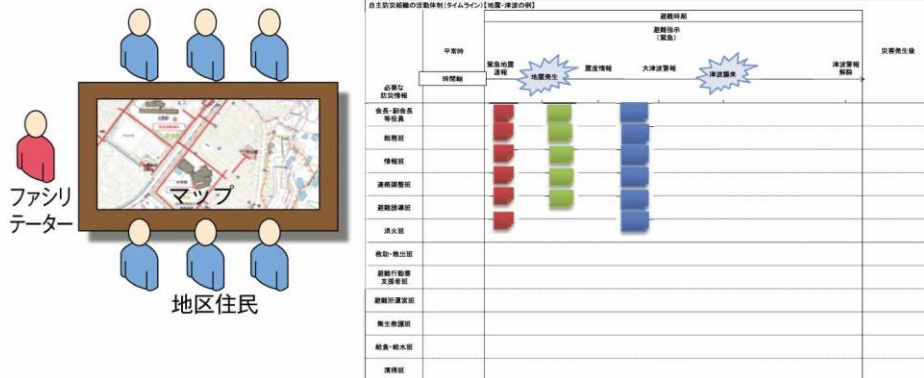 ファシリ
テーター
マップ
地区住民
自主防災組織の活動体制(タイムライン)【地震・津波の例】
避難時期
平常時
避難指示
(緊急)
災害発生後
緊急地震
速報
地震発生
震度情報
大津波警報
津波襲来
津波警報
解除
時間軸
必要な
防災情報
会長・副会長
等役員
総務班
情報班
連絡調整班
避難誘導班
消火班
救助・救出班
避難行動要
支援者班
避難所運営班
衛生救護班
給食・給水班
清掃班